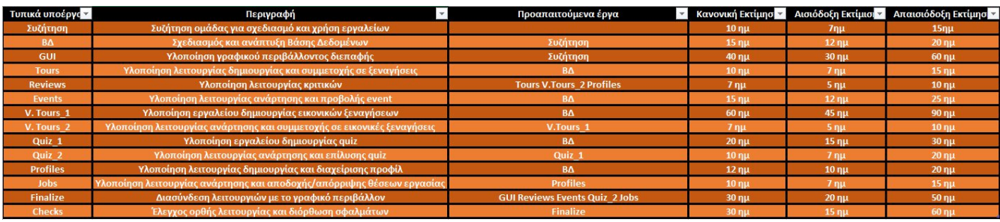 Τυπικά υποέργα Περιγραφή Προαπαιτούμενα έργα Κανονική Εκτίμησ Αισιόδοξη Εκτίμισι Απαισιόδοξη Εκτίμησ
Συζήτηση Συζήτηση ομάδας για σχεδιασμό και χρήση εργαλείων 10 ημ 7ημ 15ημ
ΒΔ Σχεδιασμός και ανάπτυξη Βάσης Δεδομένων Συζήτηση 15 ημ 12 ημ 20 ημ
GUI Υλοποίηση γραφικού περιβάλλοντος διεπαφής Συζήτηση 40 ημ 30 ημ 60 ημ
Tours Υλοποίηση λειτουργίας δημιουργίας και συμμετοχής σε ξεναγήσεις ΒΔ 10 ημ 7 ημ 15 ημ
Reviews Υλοποίηση λειτουργίας κριτικών Tours V.Tours_2 Profiles 7 ημ 5 ημ 10 ημ
Events Υλοποίηση λειτουργίας ανάρτησης και προβολής event ΒΔ 15 ημ 12 ημ 25 ημ
V. Tours_1 Υλοποίηση εργαλείου δημιουργίας εικονικών ξεναγήσεων ΒΔ 60 ημ 45 ημ 90 ημ
V. Tours_2 Υλοποίηση λειτουργίας ανάρτησης και συμμετοχής σε εικονικές ξεναγήσεις V.Tours_1 7 ημ 5 ημ 10 ημ
Quiz_1 Υλοποίηση εργαλείου δημιουργίας quiz ΒΔ 20 ημ 15 ημ 30 ημ
Quiz_2 Υλοποίηση λειτουργίας ανάρτησης και επίλυσης quiz Quiz_1 10 ημ 7 ημ 20 ημ
Profiles Υλοποίηση λειτουργίας δημιουργίας και διαχείρισης προφίλ ΒΔ 12 ημ 10 ημ 20 ημ
Jobs Υλοποίηση λειτουργίας ανάρτησης και αποδοχής/απόρριψης θέσεων εργασίας Profiles 10 ημ 7 ημ 15 ημ
Finalize Διασύνδεση λειτουργιών με το γραφικό περιβάλλον GUI Reviews Events Quiz_2 Jobs 30 ημ 20 ημ 50 ημ
Checks Έλεγχος ορθής λειτουργίας και διόρθωση σφαλμάτων Finalize 30 ημ 15 ημ 60 ημ